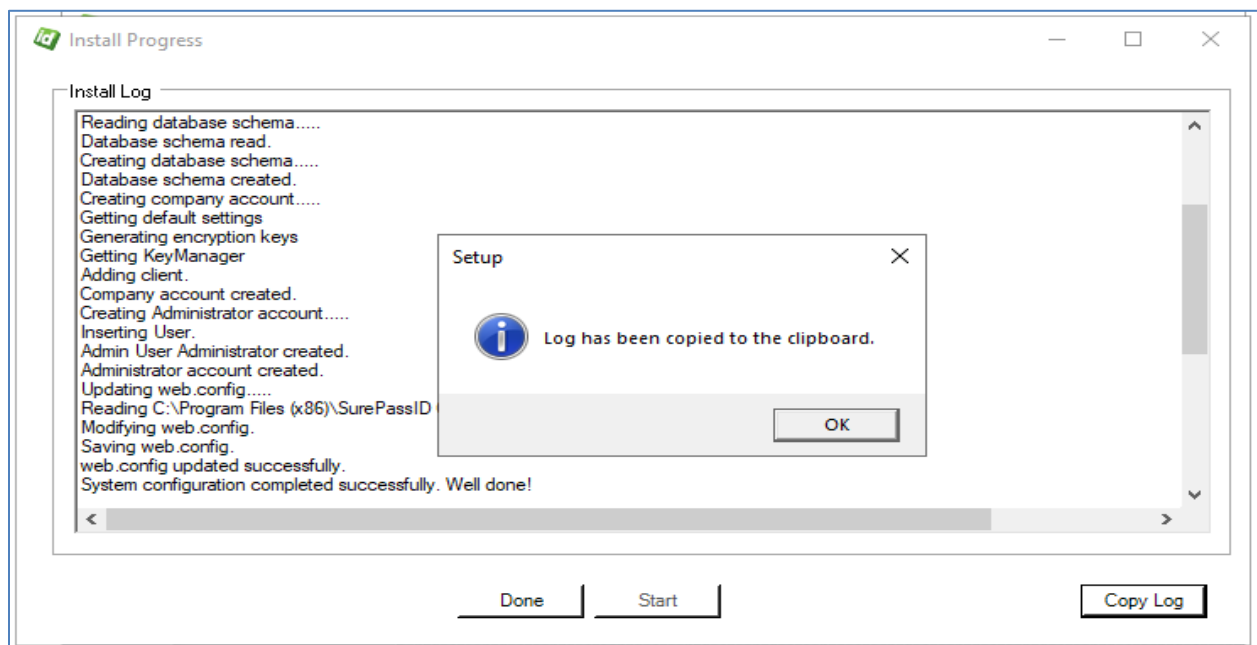 Install Progress
Install Log
Reading database schema.....
Database schema read.
Creating database schema.....
Database schema created.
Creating company account.....
Getting default settings
Generating encryption keys
Getting KeyManager
Adding client.
Company account created.
Creating Administrator account.....
Inserting User.
Admin User Administrator created.
Administrator account created.
Updating web.config.....
Reading C:\Program Files (x86)\SurePassID
Modifying web.config.
Saving web.config.
web.config updated successfully.
System configuration completed successfully. Well done!
Setup
Log has been copied to the clipboard.
OK
Done
Start
Copy Log